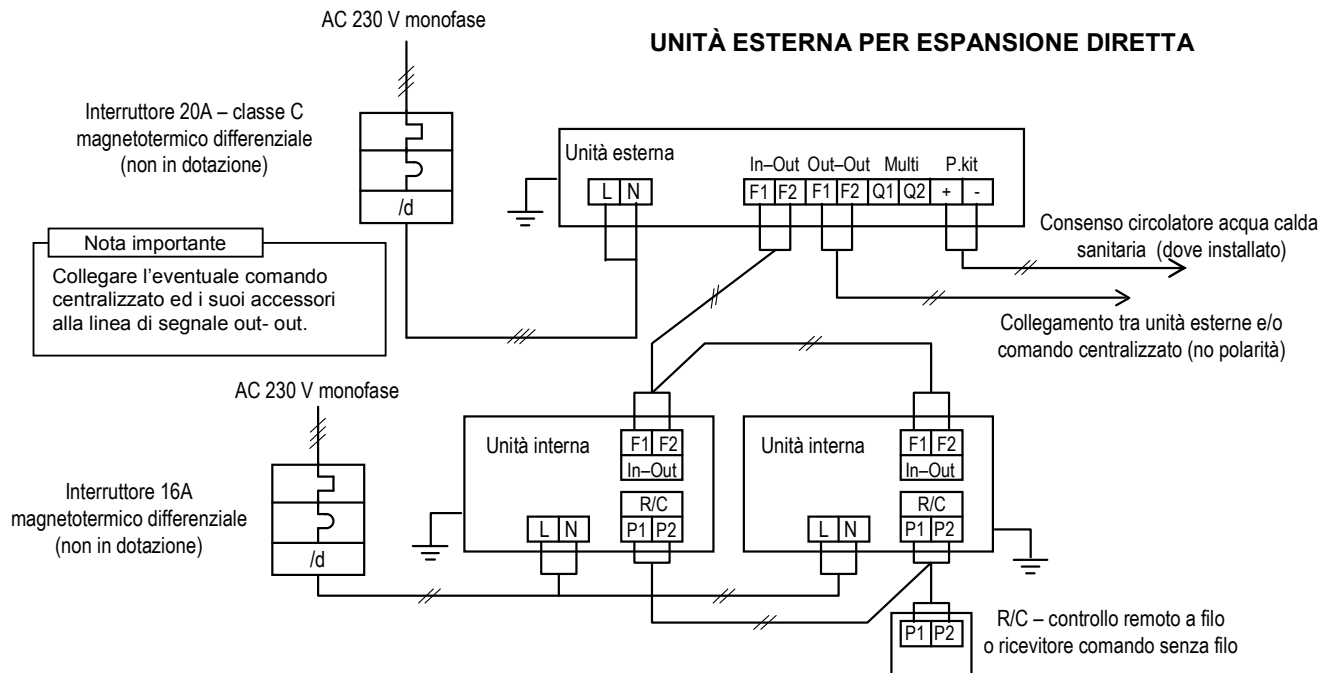 AC 230 V monofase
UNITÀ ESTERNA PER ESPANSIONE DIRETTA
Interruttore 20A – classe C
magnetotermico differenziale
(non in dotazione)
/d
Unità esterna
L N
In–Out Out–Out Multi P.kit
F1 F2 F1 F2 Q1 Q2 + -
Consenso circolatore acqua calda
sanitaria (dove installato)
Collegamento tra unità esterne e/o
comando centralizzato (no polarità)
Nota importante
Collegare l'eventuale comando
centralizzato ed i suoi accessori
alla linea di segnale out- out.
AC 230 V monofase
Interruttore 16A
magnetotermico differenziale
(non in dotazione)
/d
Unità interna
F1 F2
In–Out
R/C
L N
P1 P2
Unità interna
F1 F2
In–Out
R/C
L N
P1 P2
P1 P2
R/C – controllo remoto a filo
o ricevitore comando senza filo